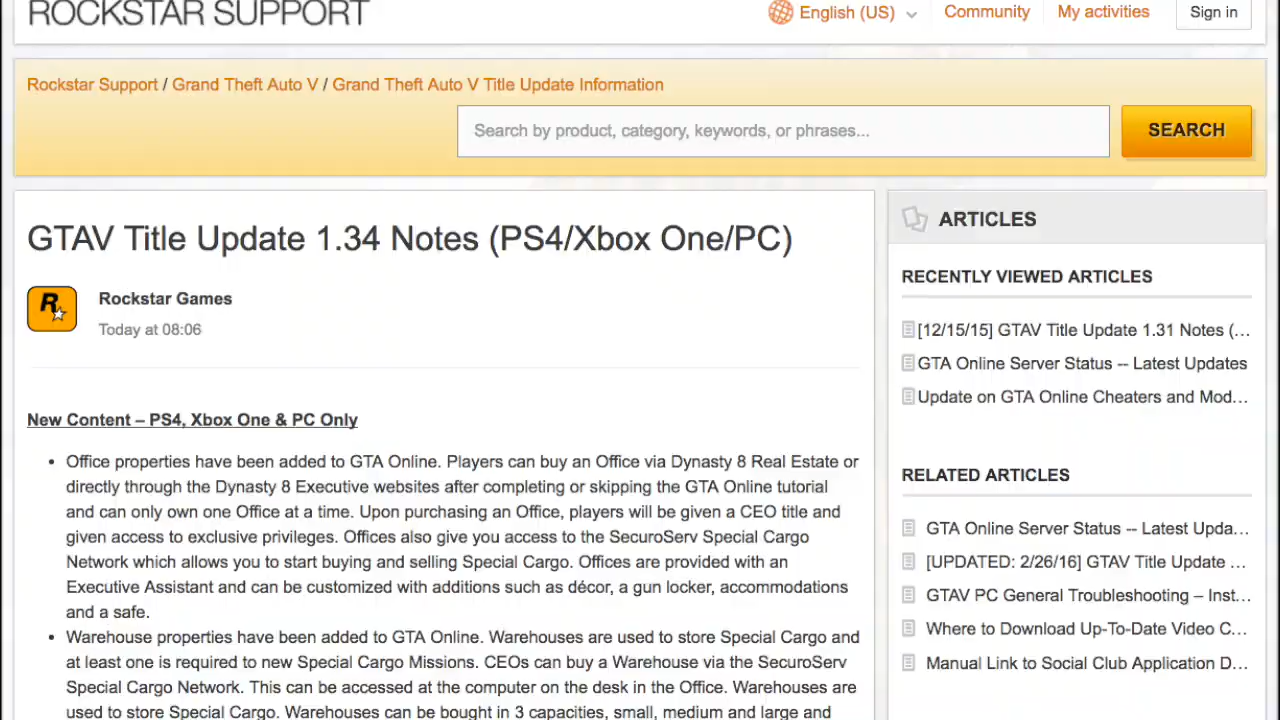 ROCKSTAR SUPPORT
English (US)
Community
My activities
Sign in
Rockstar Support / Grand Theft Auto V / Grand Theft Auto V Title Update Information
Search by product, category, keywords, or phrases...
SEARCH
GTAV Title Update 1.34 Notes (PS4/Xbox One/PC)
R
Rockstar Games
Today at 08:06
New Content – PS4, Xbox One & PC Only
• Office properties have been added to GTA Online. Players can buy an Office via Dynasty 8 Real Estate or
directly through the Dynasty 8 Executive websites after completing or skipping the GTA Online tutorial
and can only own one Office at a time. Upon purchasing an Office, players will be given a CEO title and
given access to exclusive privileges. Offices also give you access to the SecuroServ Special Cargo
Network which allows you to start buying and selling Special Cargo. Offices are provided with an
Executive Assistant and can be customized with additions such as décor, a gun locker, accommodations
and a safe.
• Warehouse properties have been added to GTA Online. Warehouses are used to store Special Cargo and
at least one is required to new Special Cargo Missions. CEOs can buy a Warehouse via the SecuroServ
Special Cargo Network. This can be accessed at the computer on the desk in the Office. Warehouses are
used to store Special Cargo. Warehouses can be bought in 3 capacities, small, medium and large and
ARTICLES
RECENTLY VIEWED ARTICLES
[12/15/15] GTAV Title Update 1.31 Notes (...
GTA Online Server Status -- Latest Updates
Update on GTA Online Cheaters and Mod...
RELATED ARTICLES
GTA Online Server Status -- Latest Upda...
[UPDATED: 2/26/16] GTAV Title Update ...
GTAV PC General Troubleshooting – Inst...
Where to Download Up-To-Date Video C...
Manual Link to Social Club Application D...